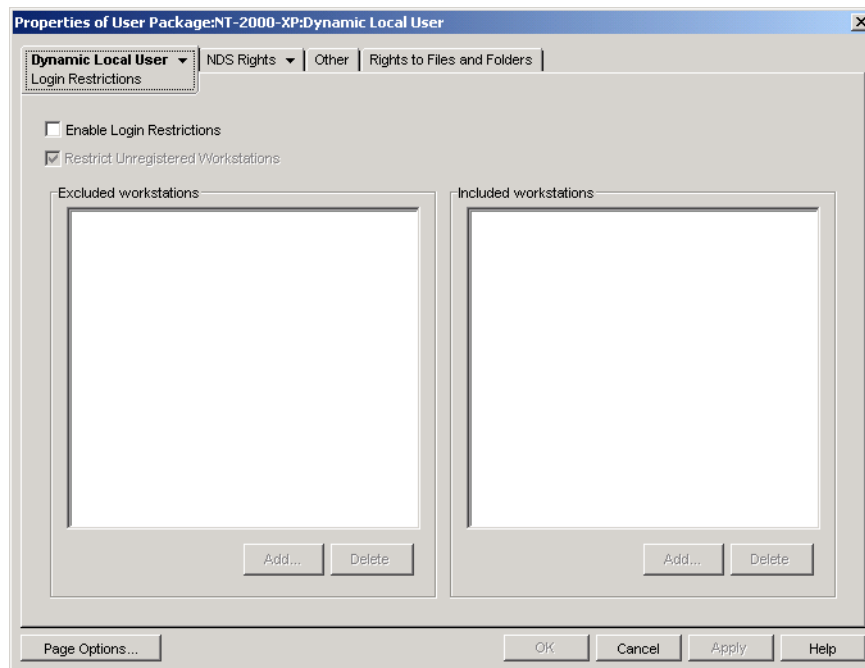 Properties of User Package:NT-2000-XP:Dynamic Local User
Dynamic Local User NDS Rights Other Rights to Files and Folders
Login Restrictions
Enable Login Restrictions
Restrict Unregistered Workstations
Excluded workstations Included workstations
Add... Delete Add... Delete
Page Options... OK Cancel Apply Help